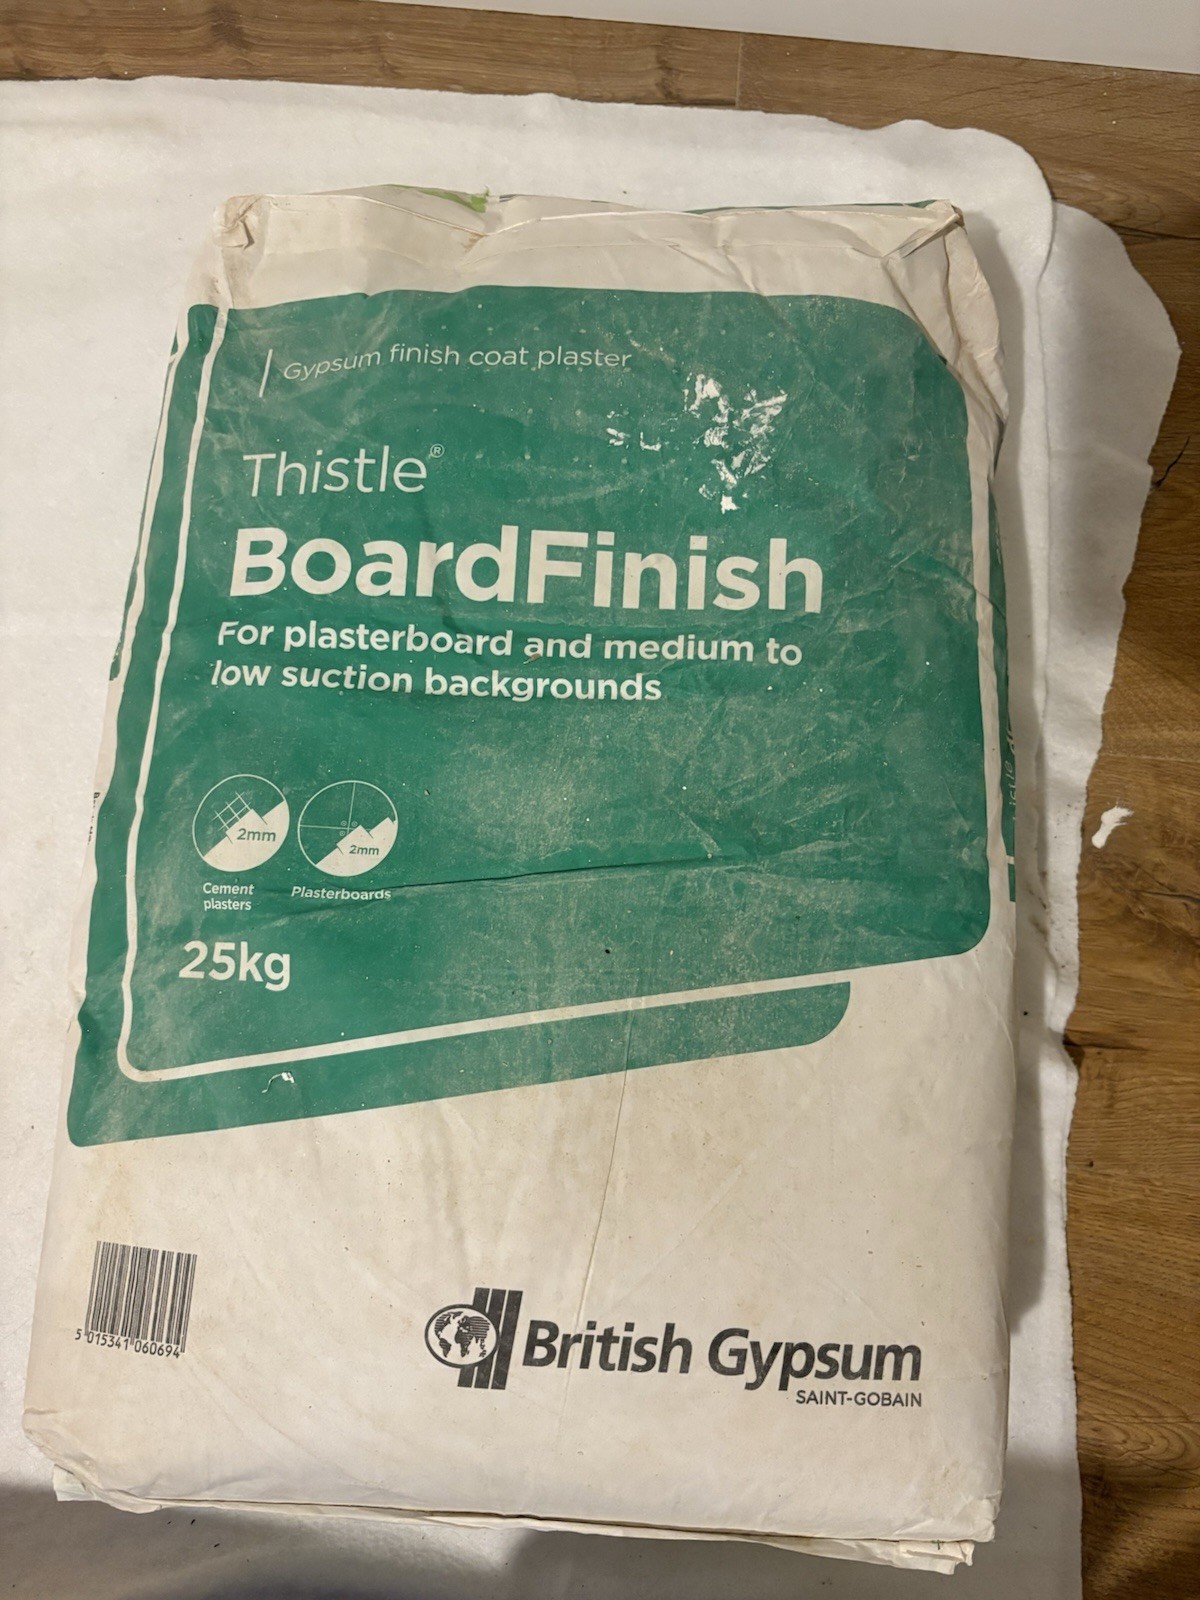 Gypsum finish coat plaster
Thistle®
BoardFinish
For plasterboard and medium to
low suction backgrounds
2mm
2mm
Cement
plasters
Plasterboards
25kg
5 015341 060694
British Gypsum
SAINT-GOBAIN